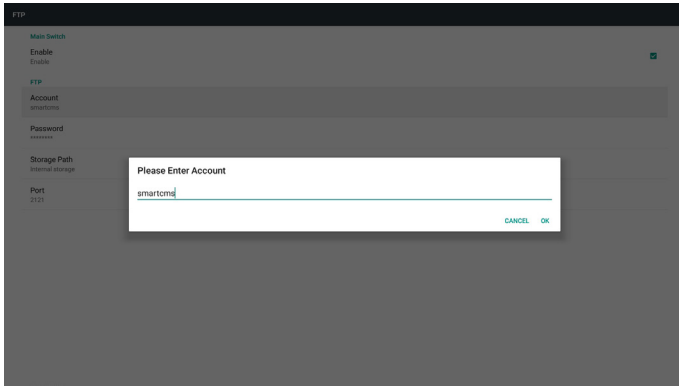 FTP
Main Switch
Enable
Enable
FTP
Account
smartcms
Password
********
Storage Path
Internal storage
Port
2121
Please Enter Account
smartcms
CANCEL OK